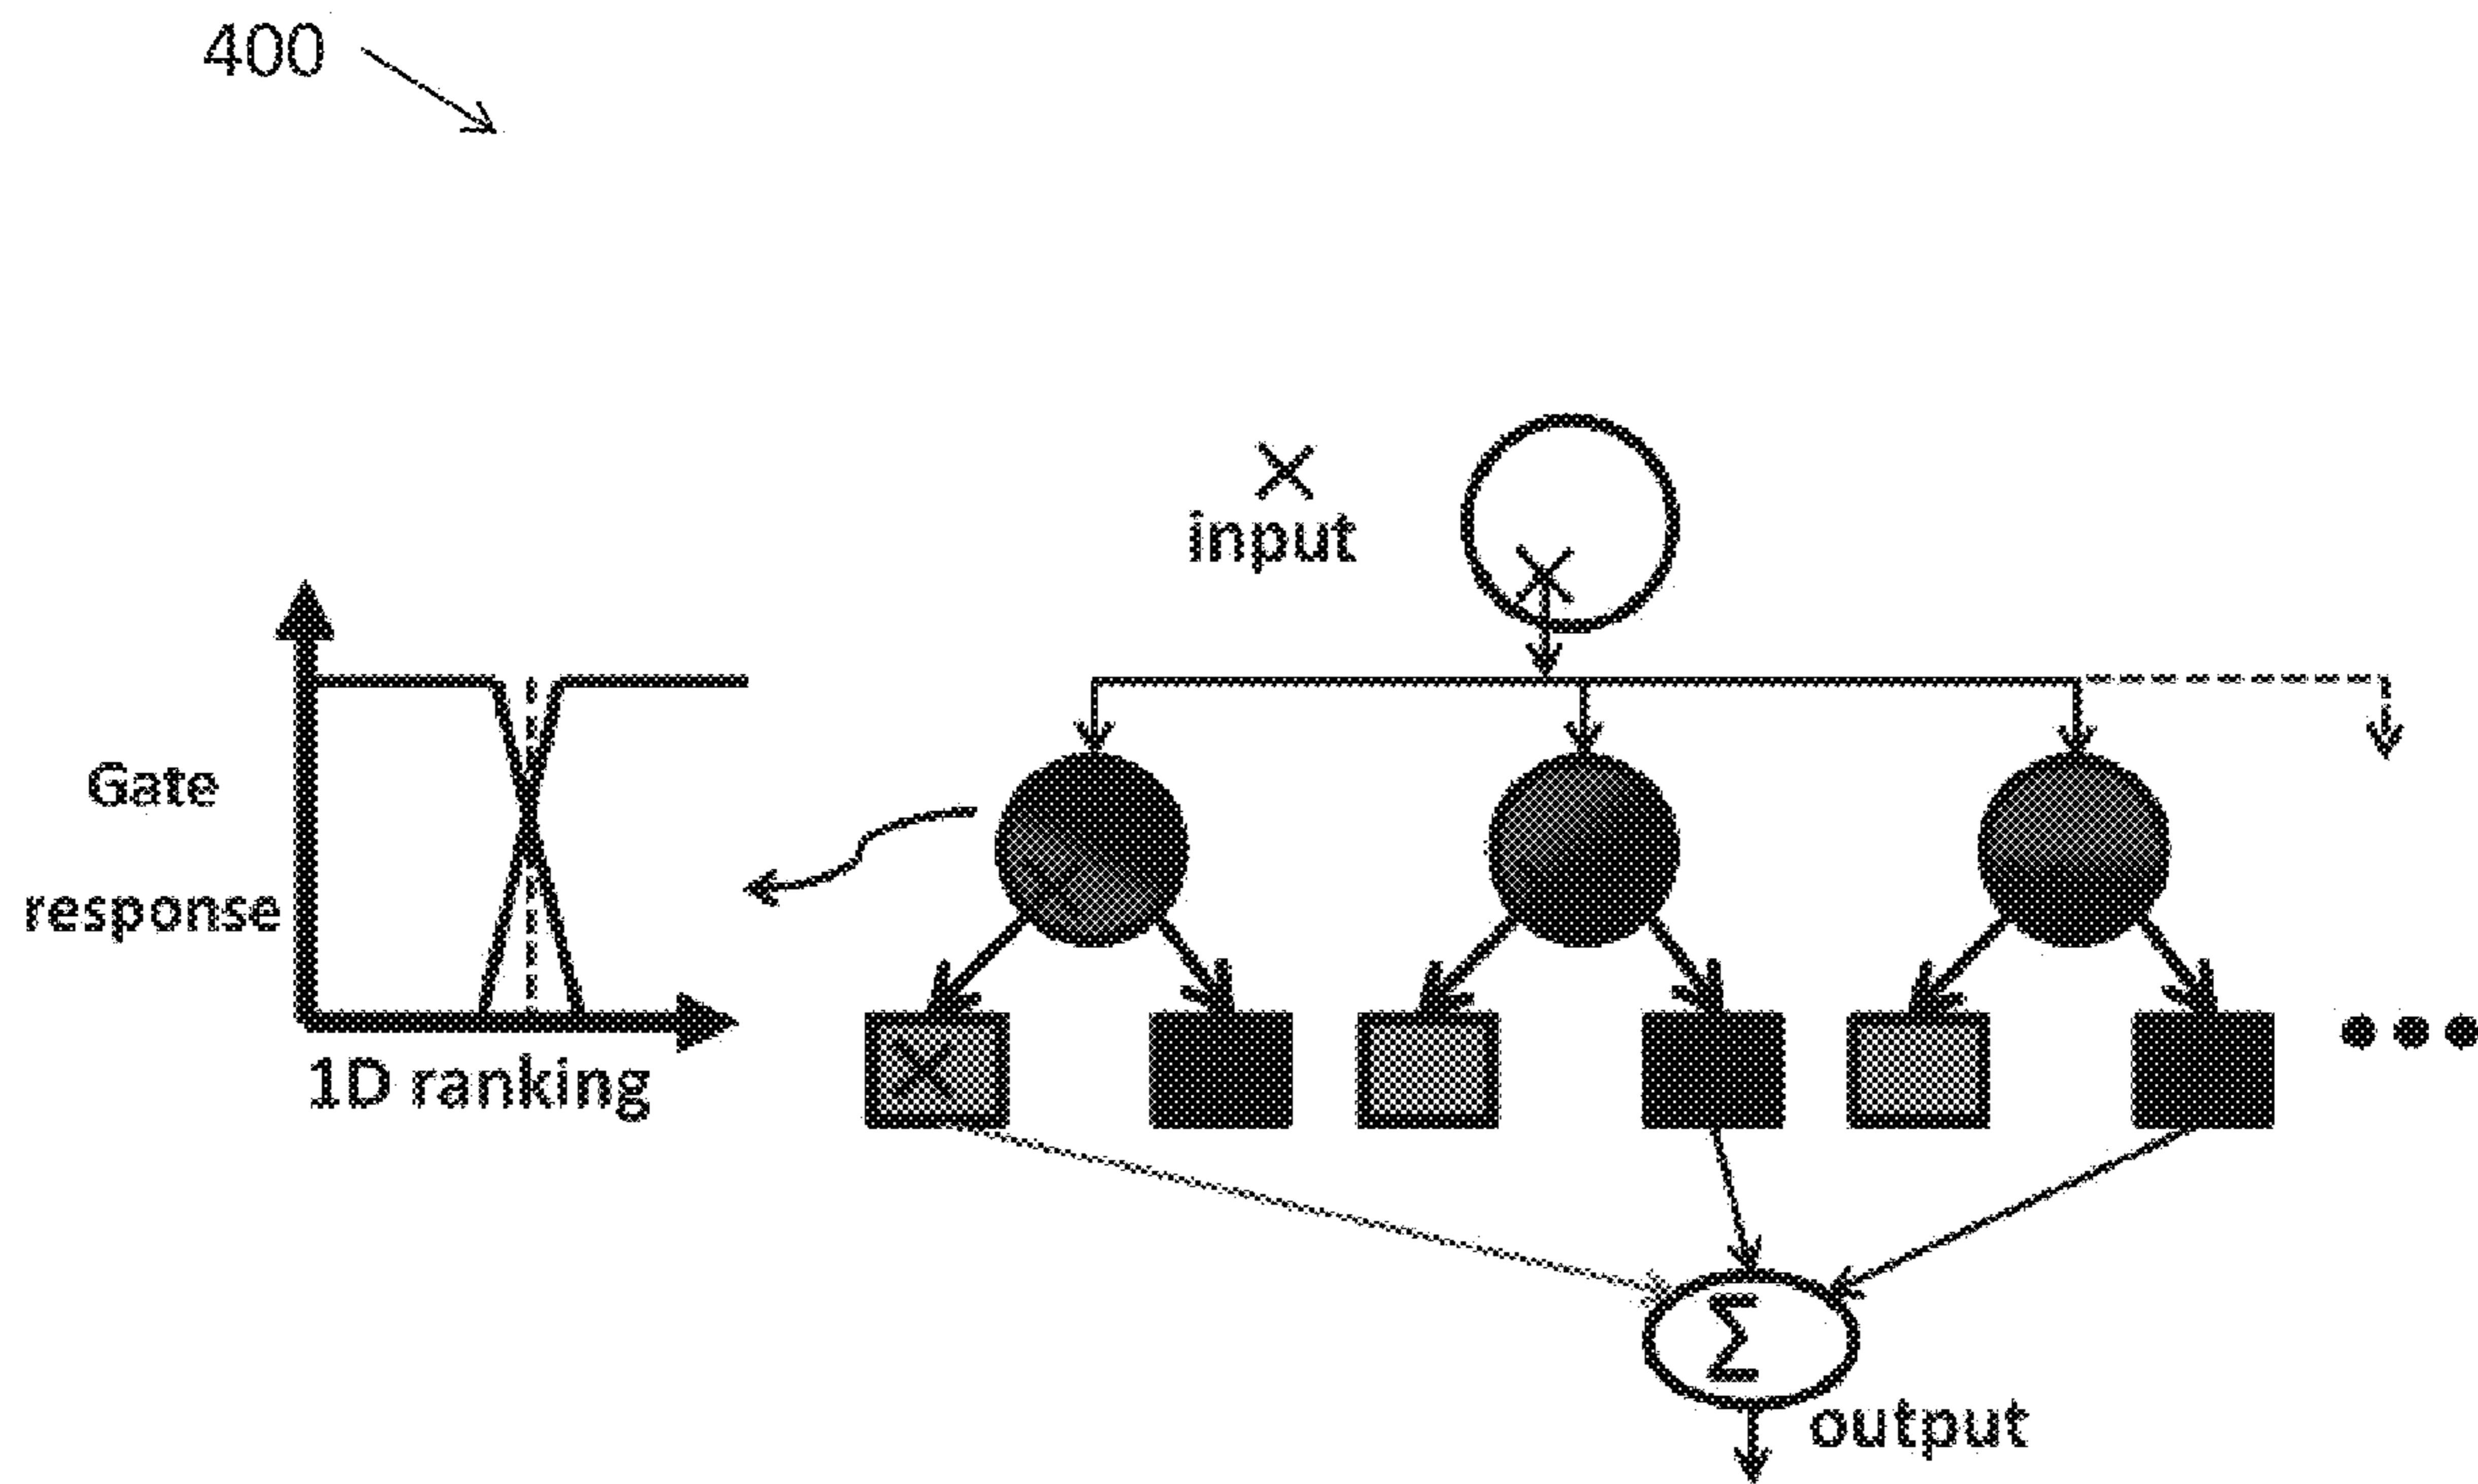 400
×
input
×
Gate
response
1D ranking
×
Σ
output